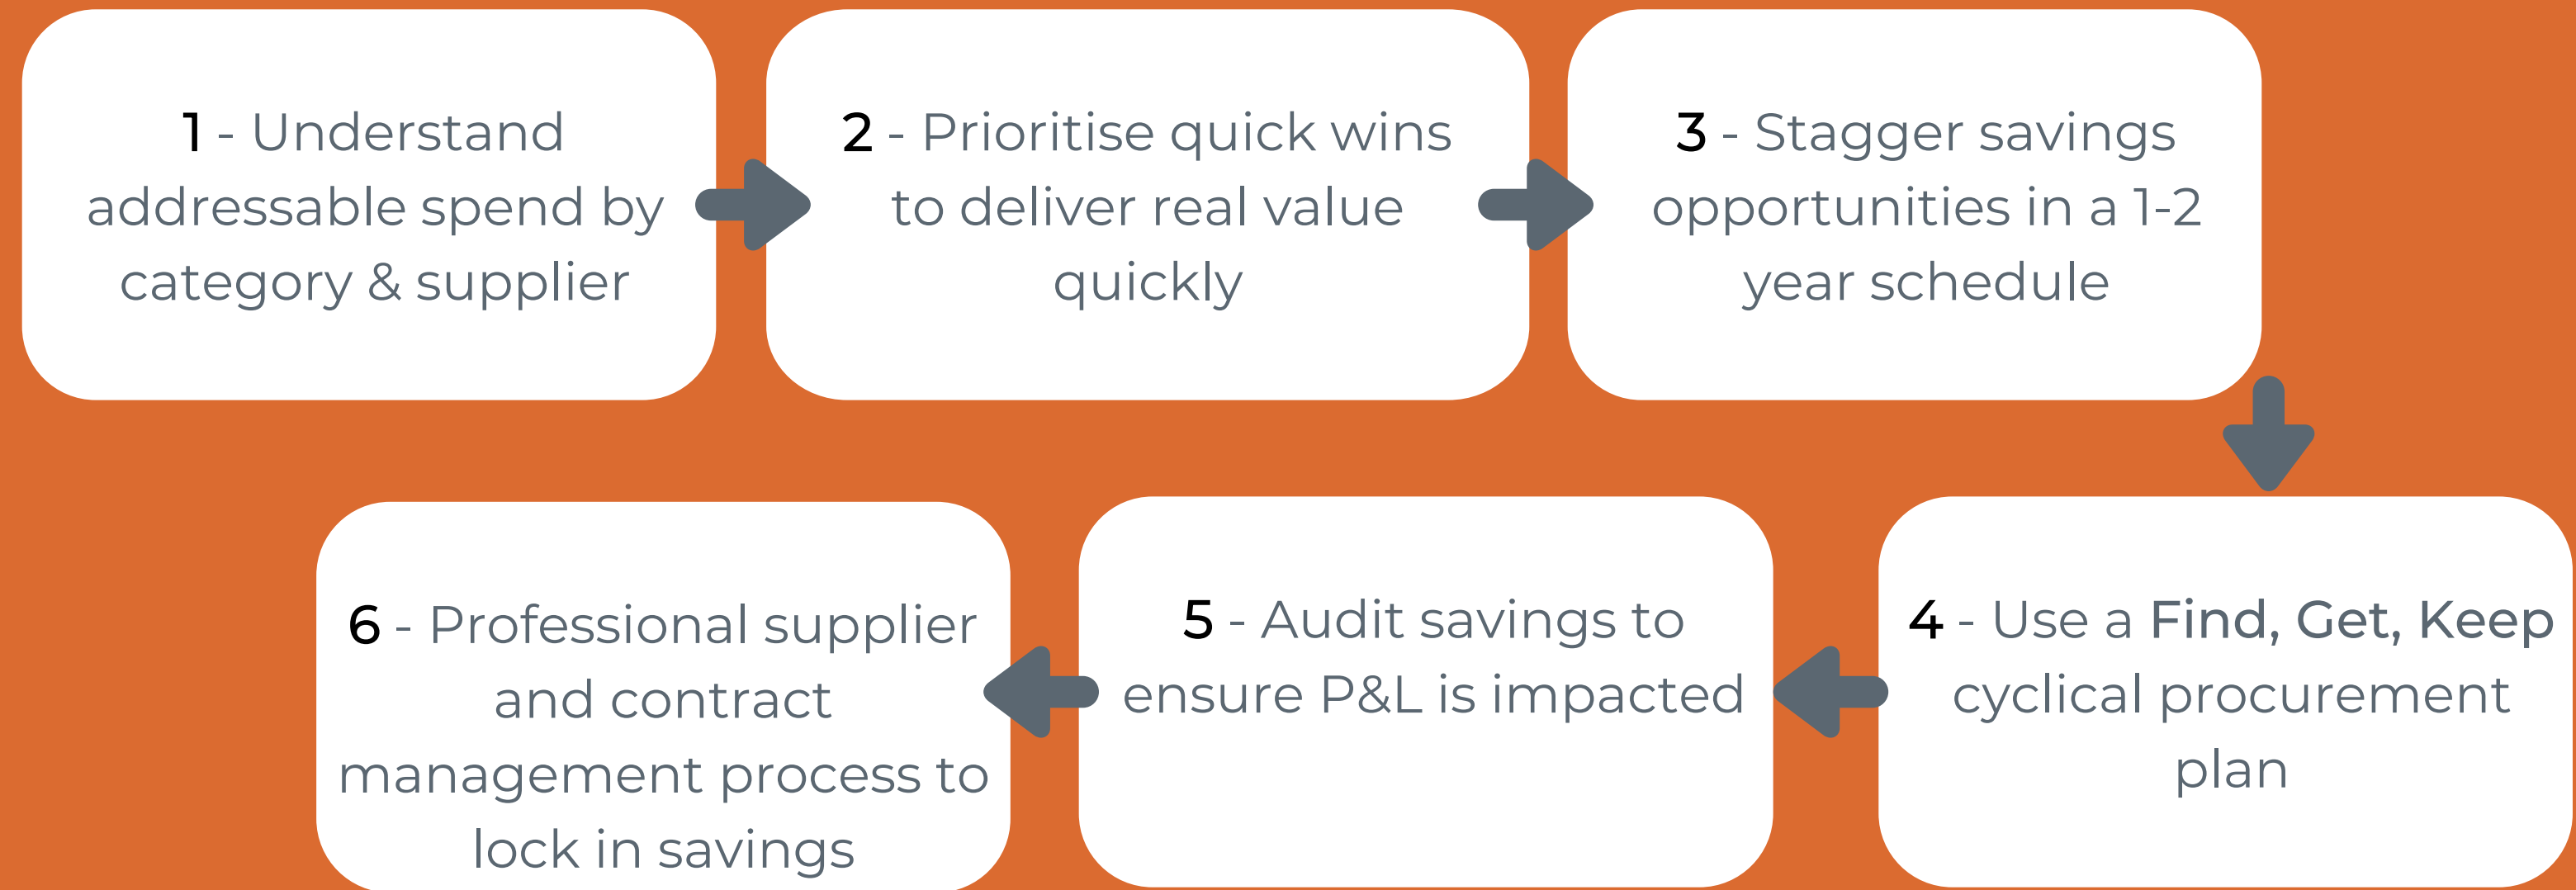 1 - Understand
addressable spend by
category & supplier
2 - Prioritise quick wins
to deliver real value
quickly
3 - Stagger savings
opportunities in a 1-2
year schedule
4 - Use a Find, Get, Keep
cyclical procurement
plan
5 - Audit savings to
ensure P&L is impacted
6 - Professional supplier
and contract
management process to
lock in savings